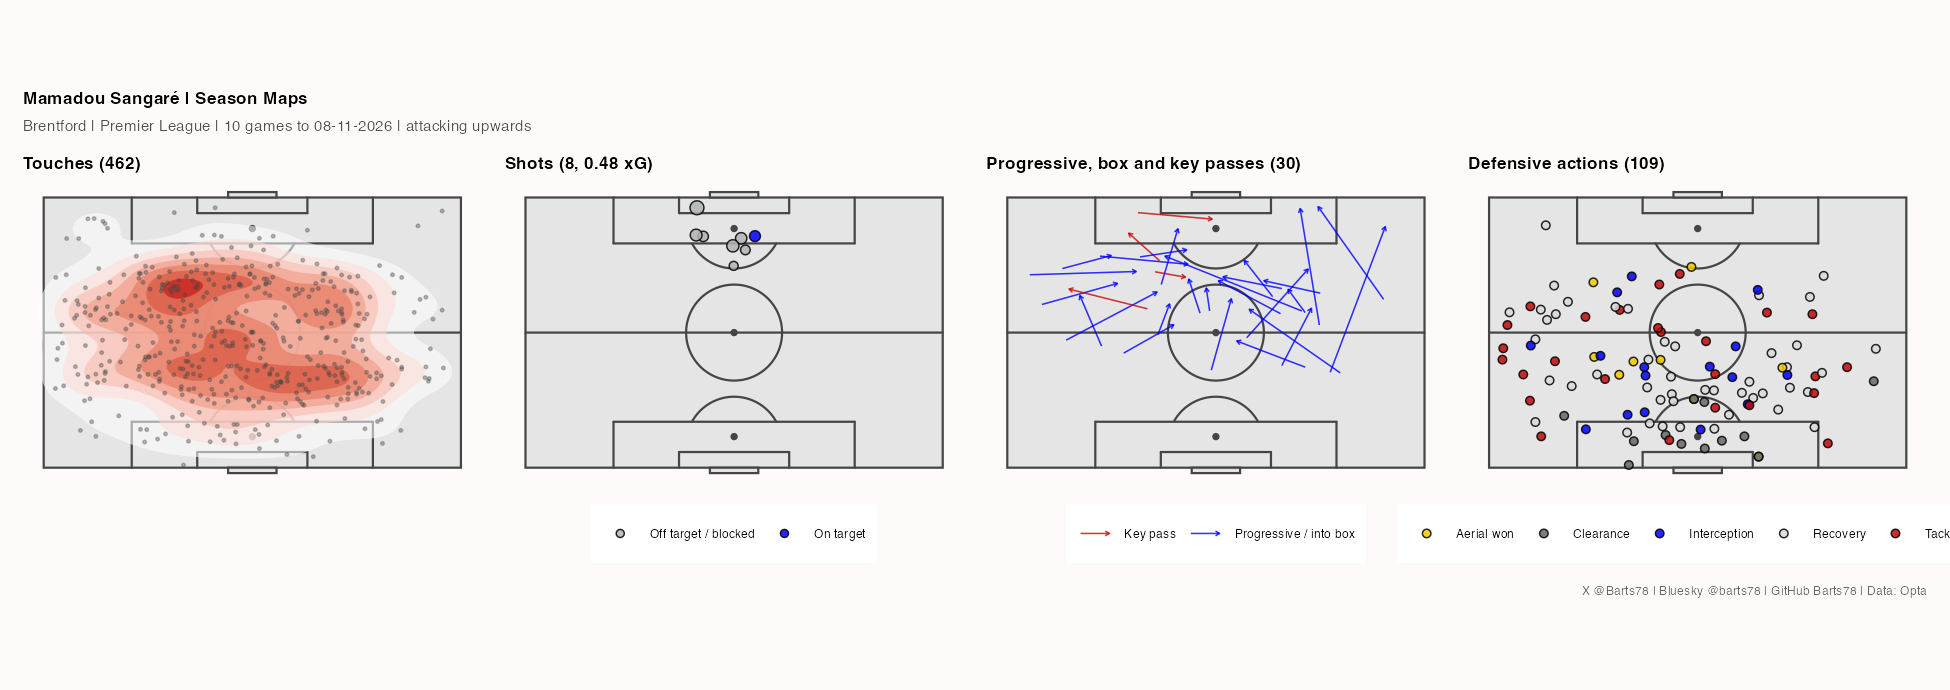 Mamadou Sangaré | Season Maps
Brentford | Premier League | 10 games to 08-11-2026 | attacking upwards
Touches (462)
Shots (8, 0.48 xG)
Progressive, box and key passes (30)
Defensive actions (109)
Off target / blocked
On target
Key pass
Progressive / into box
Aerial won
Clearance
Interception
Recovery
Tack
X @Barts78 | Bluesky @barts78 | GitHub Barts78 | Data: Opta